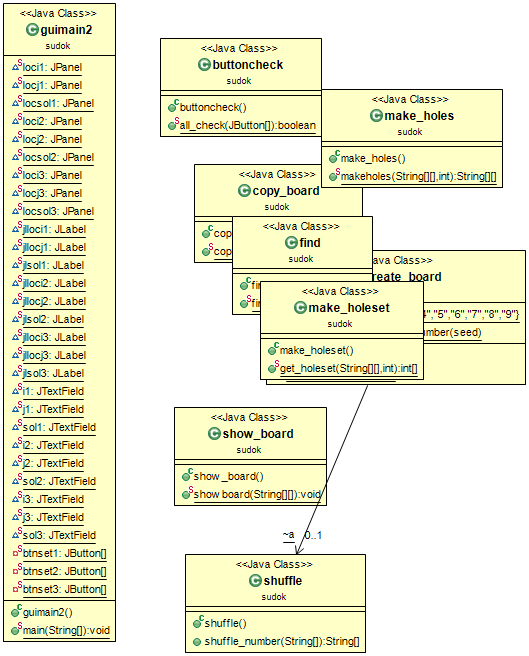 <<Java Class>>
guimain2
sudok
loci1: JPanel
locj1: JPanel
locsol1: JPanel
loci2: JPanel
locj2: JPanel
locsol2: JPanel
loci3: JPanel
locj3: JPanel
locsol3: JPanel
jlloci1: JLabel
jllocj1: JLabel
jlsol1: JLabel
jlloci2: JLabel
jllocj2: JLabel
jlsol2: JLabel
jlloci3: JLabel
jllocj3: JLabel
jlsol3: JLabel
i1: JTextField
j1: JTextField
sol1: JTextField
i2: JTextField
j2: JTextField
sol2: JTextField
i3: JTextField
j3: JTextField
sol3: JTextField
btnset1: JButton[]
btnset2: JButton[]
btnset3: JButton[]
guimain2()
main(String[]):void
<<Java Class>>
buttoncheck
sudok
buttoncheck()
all_check(JButton[]):boolean
<<Java Class>>
make_holes
sudok
make_holes()
makeholes(String[][],int):String[][]
<<Java Class>>
copy_board
sudok
cop
cop
<<Java Class>>
find
sudok
fin
fin
Java Class>>
reate_board
4","5","6","7","8","9"}
umber(seed)
<<Java Class>>
make_holeset
sudok
make_holeset()
get_holeset(String[][],int):int[]
<<Java Class>>
show_board
sudok
show_board()
show board(String[][]):void
~a 0..1
<<Java Class>>
shuffle
sudok
shuffle()
shuffle_number(String[]):String[]